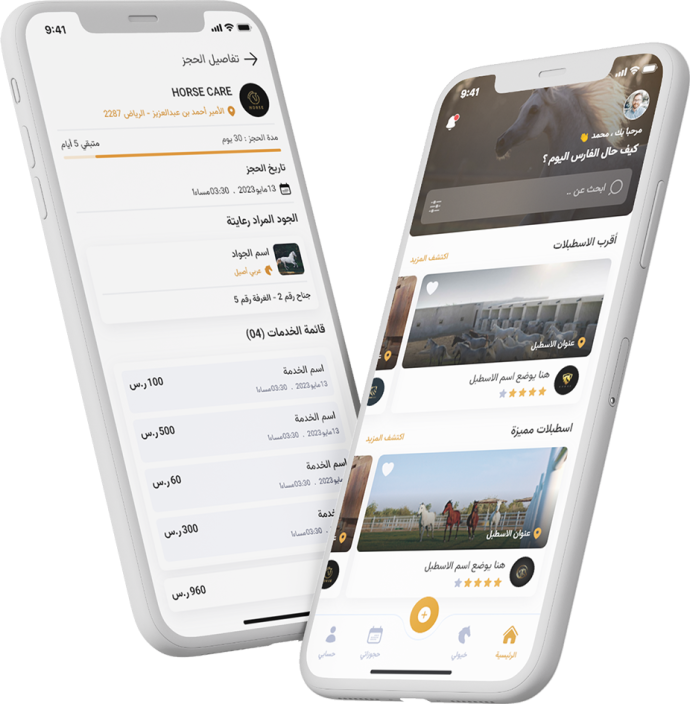 9:41
تفاصيل الحجز
HORSE CARE
HORSE
الأمير أحمد بن عبدالعزيز - الرياض 2287
مدة الحجز : 30 يوم
متبقي 5 أيام
تاريخ الحجز
13مايو2023 . 03:30مساءا
الجود المراد رعايتة
اسم الجواد
عربي أصيل
جناح رقم 2 - الغرفة رقم 5
قائمة الخدمات (04)
اسم الخدمة
100ر.س
13مايو2023 . 03:30مساءا
اسم الخدمة
500ر.س
13مايو2023 . 03:30مساءا
اسم الخدمة
60ر.س
13مايو2023 . 03:30مساءا
300ر.س
03:30مساءا
960ر.س
9:41
مرحبا بك ، محمد 👋
كيف حال الفارس اليوم ؟
ابحث عن ..
أقرب الاسطبلات
اكتشف المزيد
عنوان الاسطبل
هنا يوضع اسم الاسطبل
اسطبلات مميزة
اكتشف المزيد
عنوان الاسطبل
هنا يوضع اسم الاسطبل
الرئيسية
خيولي
حجوزاتي
حسابي